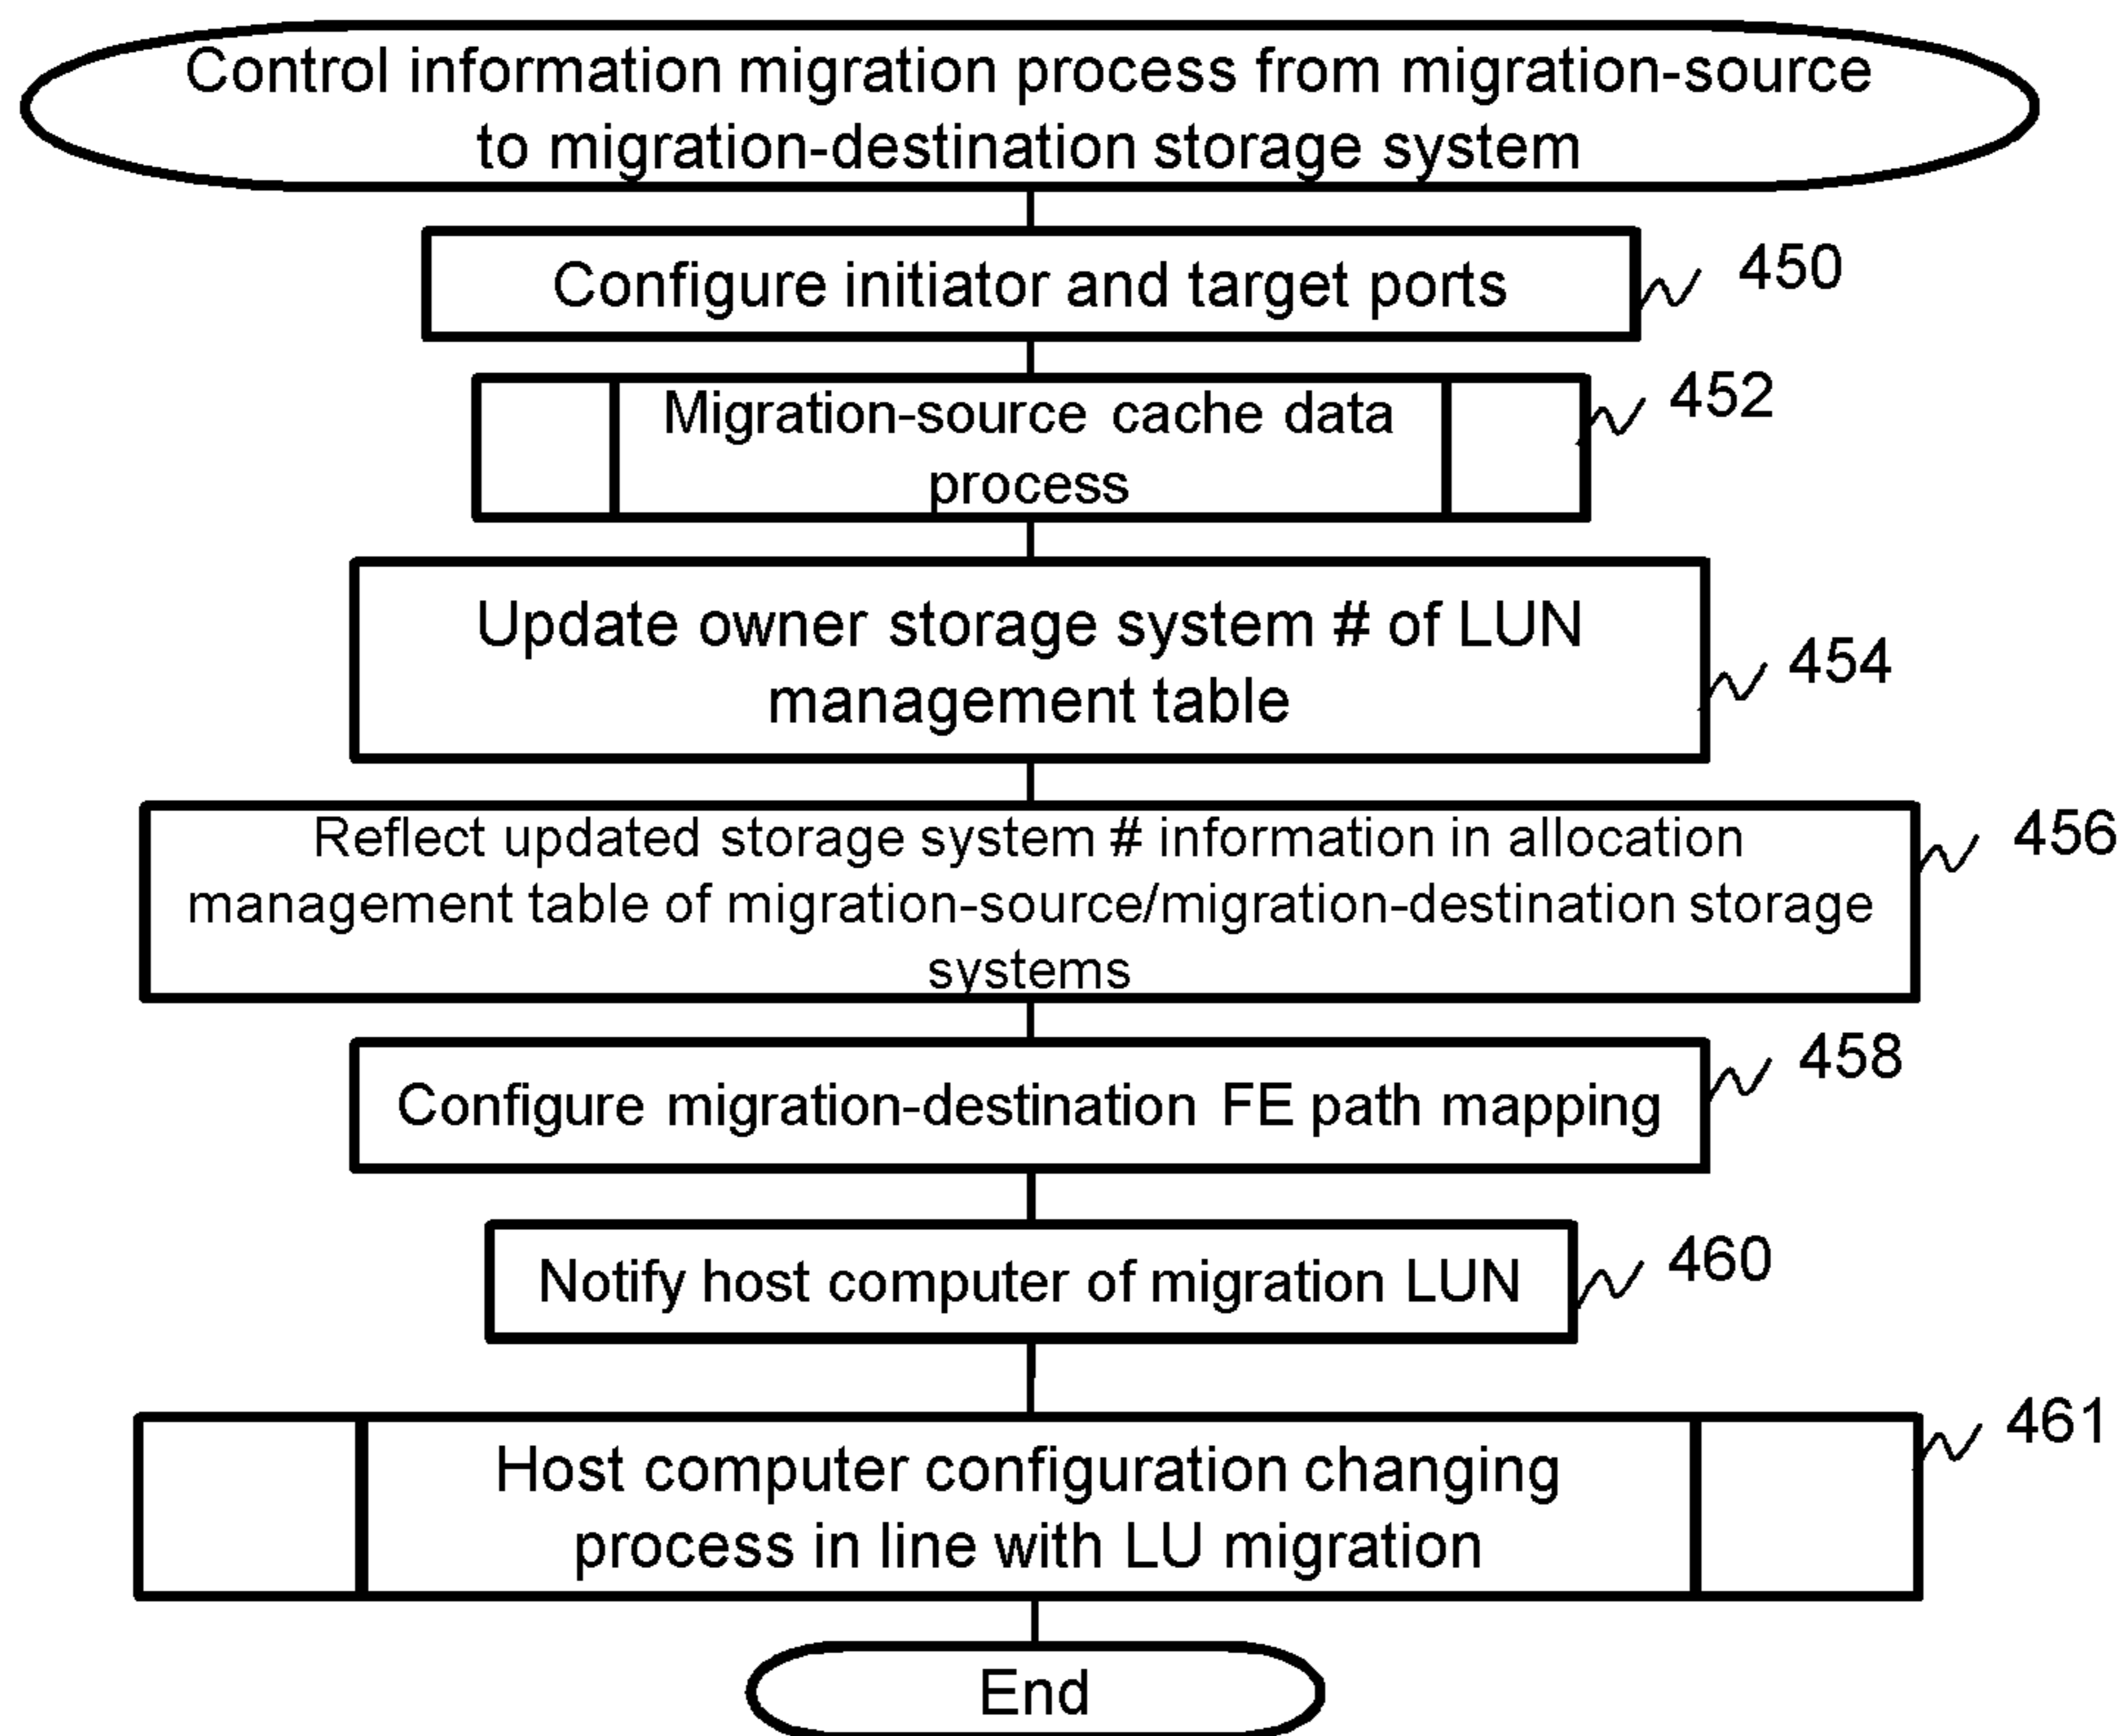 Control information migration process from migration-source
to migration-destination storage system
Configure initiator and target ports
450
Migration-source cache data
process
452
Update owner storage system # of LUN
management table
454
Reflect updated storage system # information in allocation
management table of migration-source/migration-destination storage
systems
456
Configure migration-destination FE path mapping
458
Notify host computer of migration LUN
460
Host computer configuration changing
process in line with LU migration
461
End